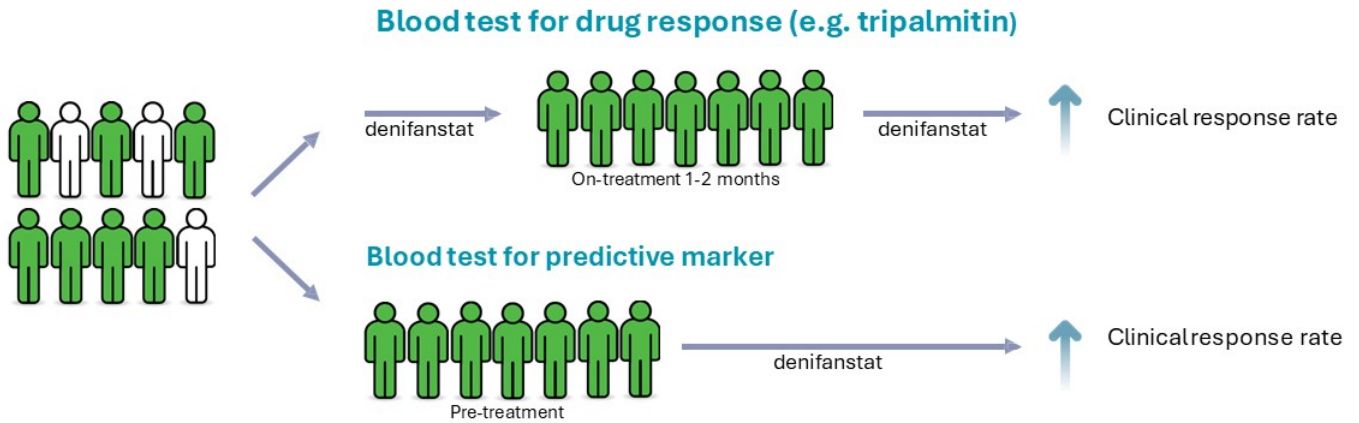 Blood test for drug response (e.g. tripalmitin)
denifanstat
denifanstat
Clinical response rate
On-treatment 1-2 months
Blood test for predictive marker
Clinical response rate
denifanstat
Pre-treatment